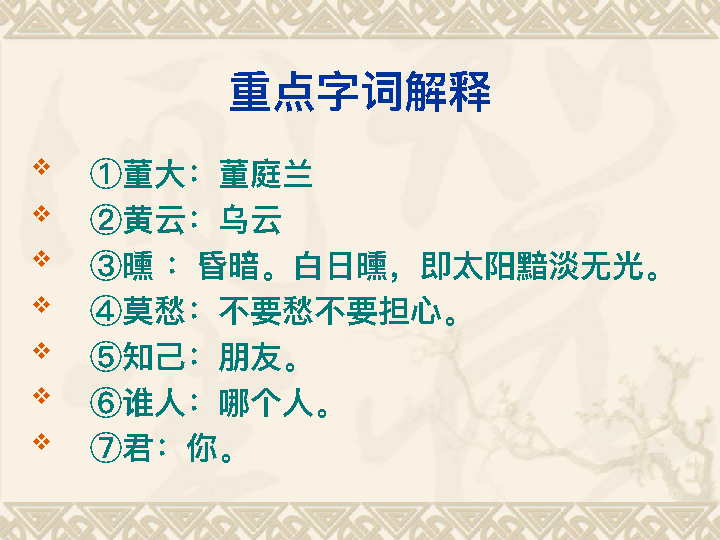 重点字词解释
①董大：董庭兰
②黄云：乌云
③曛：昏暗。白日曛，即太阳黯淡无光。
④莫愁：不要愁不要担心。
⑤知己：朋友。
⑥谁人：哪个人。
⑦君：你。